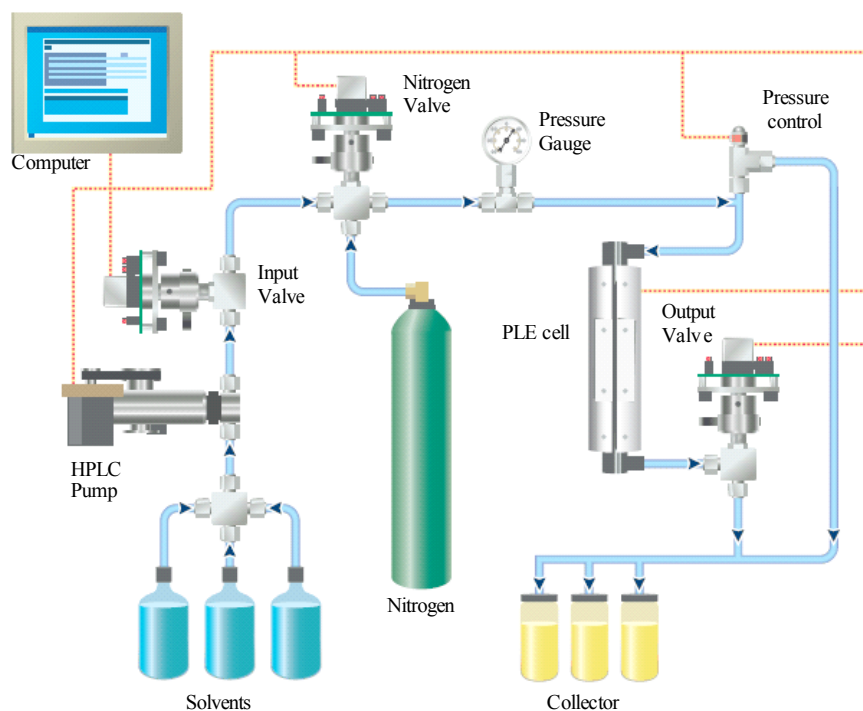 Nitrogen
Valve
Pressure
Gauge
Pressure
control
Computer
Input
Valve
PLE cell
Output
Valve
HPLC
Pump
Nitrogen
Solvents
Collector